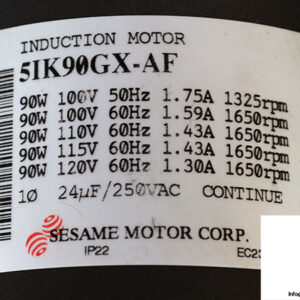 INDUCTION MOTOR
5IK90GX-AF
90W 100V 50Hz 1.75A 1325rpm
90W 100V 60Hz 1.59A 1650rpm
90W 110V 60Hz 1.43A 1650rpm
90W 115V 60Hz 1.43A 1650rpm
90W 120V 60Hz 1.30A 1650rpm
1Ø 24µF/250VAC CONTINUE
SESAME MOTOR CORP.
IP22